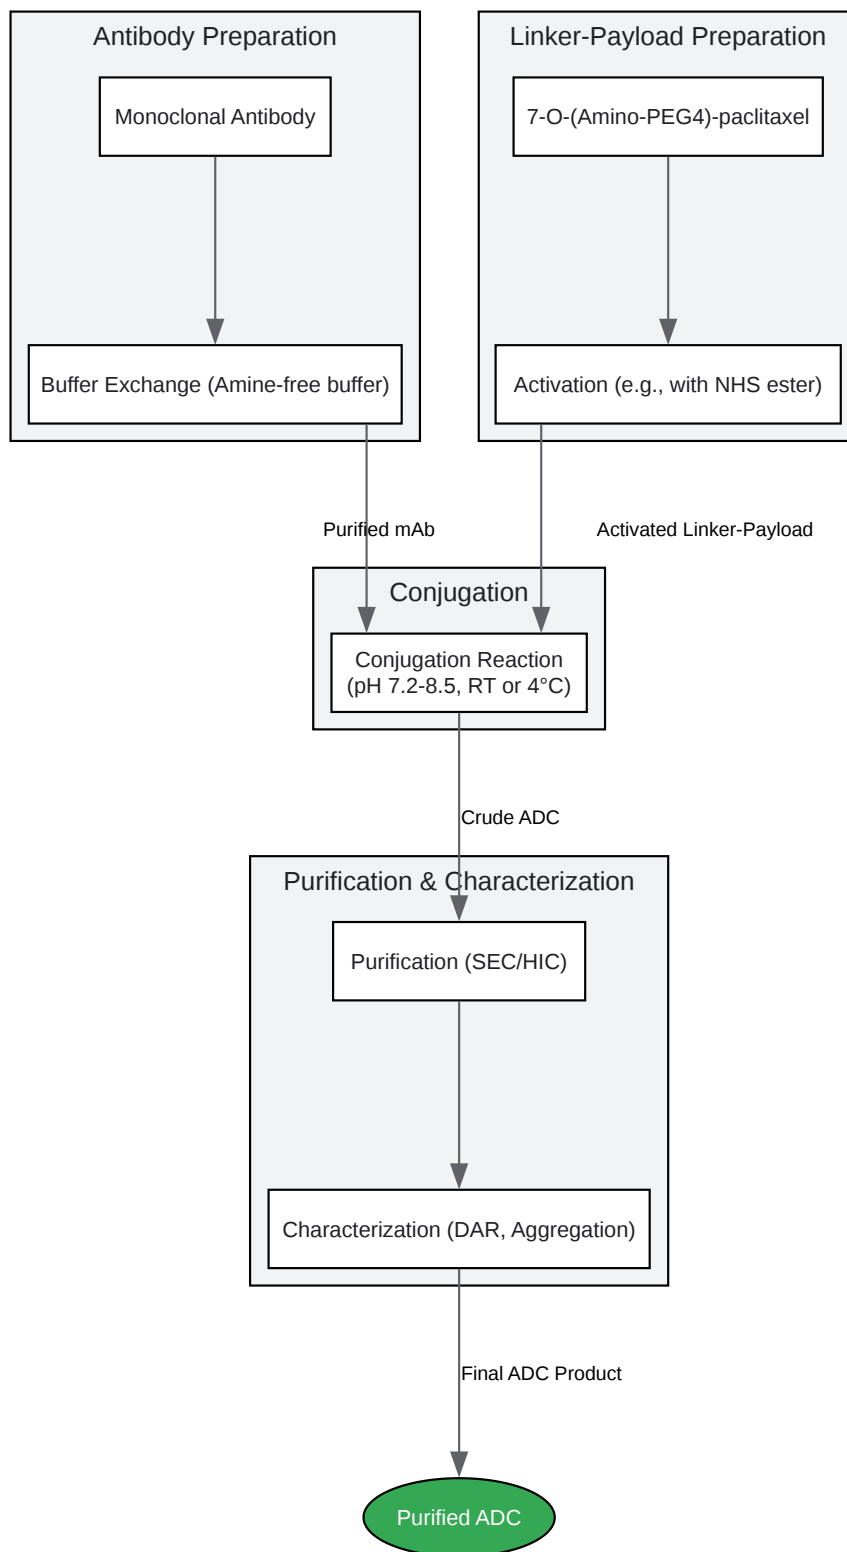 Antibody Preparation
Linker-Payload Preparation
Monoclonal Antibody
7-O-(Amino-PEG4)-paclitaxel
Buffer Exchange (Amine-free buffer)
Activation (e.g., with NHS ester)
Purified mAb
Activated Linker-Payload
Conjugation
Conjugation Reaction
(pH 7.2-8.5, RT or 4°C)
Crude ADC
Purification & Characterization
Purification (SEC/HIC)
Characterization (DAR, Aggregation)
Final ADC Product
Purified ADC